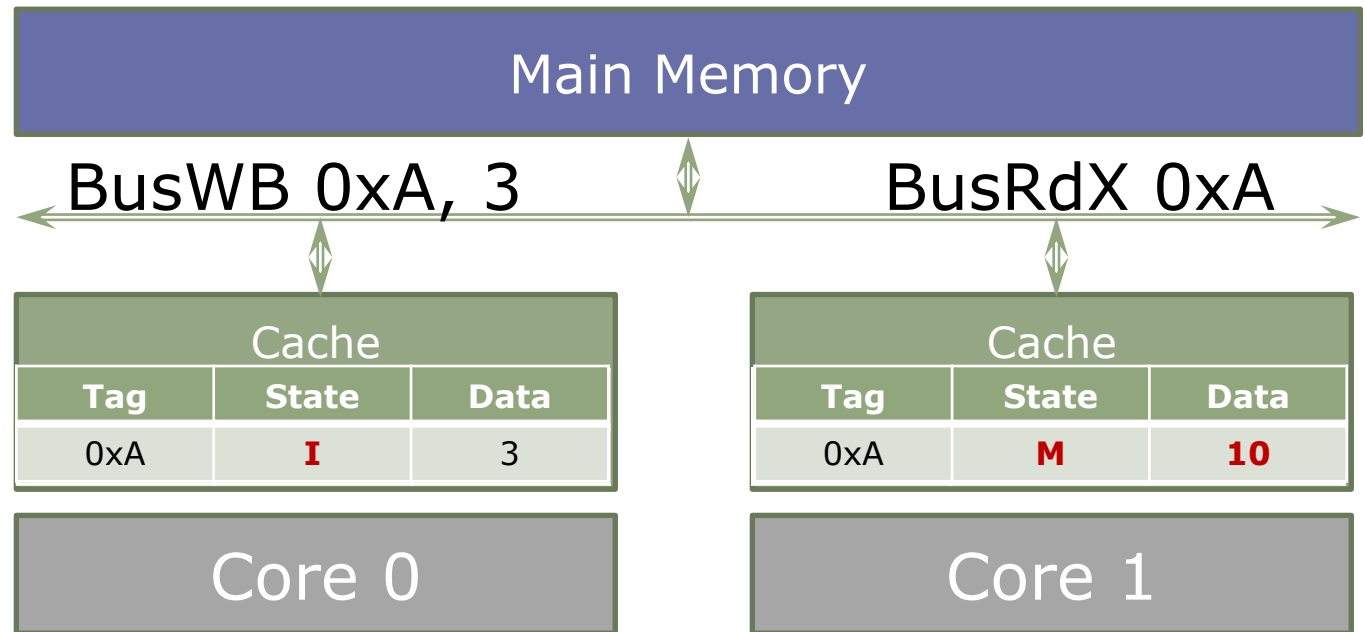 Main Memory
BusWB 0xA, 3
BusRdX 0xA
Cache
Tag State Data
0xA I 3
Cache
Tag State Data
0xA M 10
Core 0
Core 1